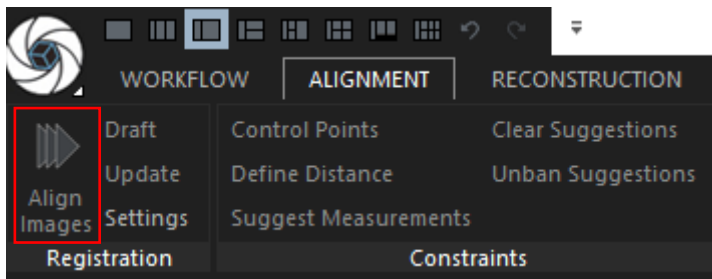 WORKFLOW ALIGNMENT RECONSTRUCTION
Align Images
Draft
Update
Settings
Registration
Control Points
Define Distance
Suggest Measurements
Clear Suggestions
Unban Suggestions
Constraints